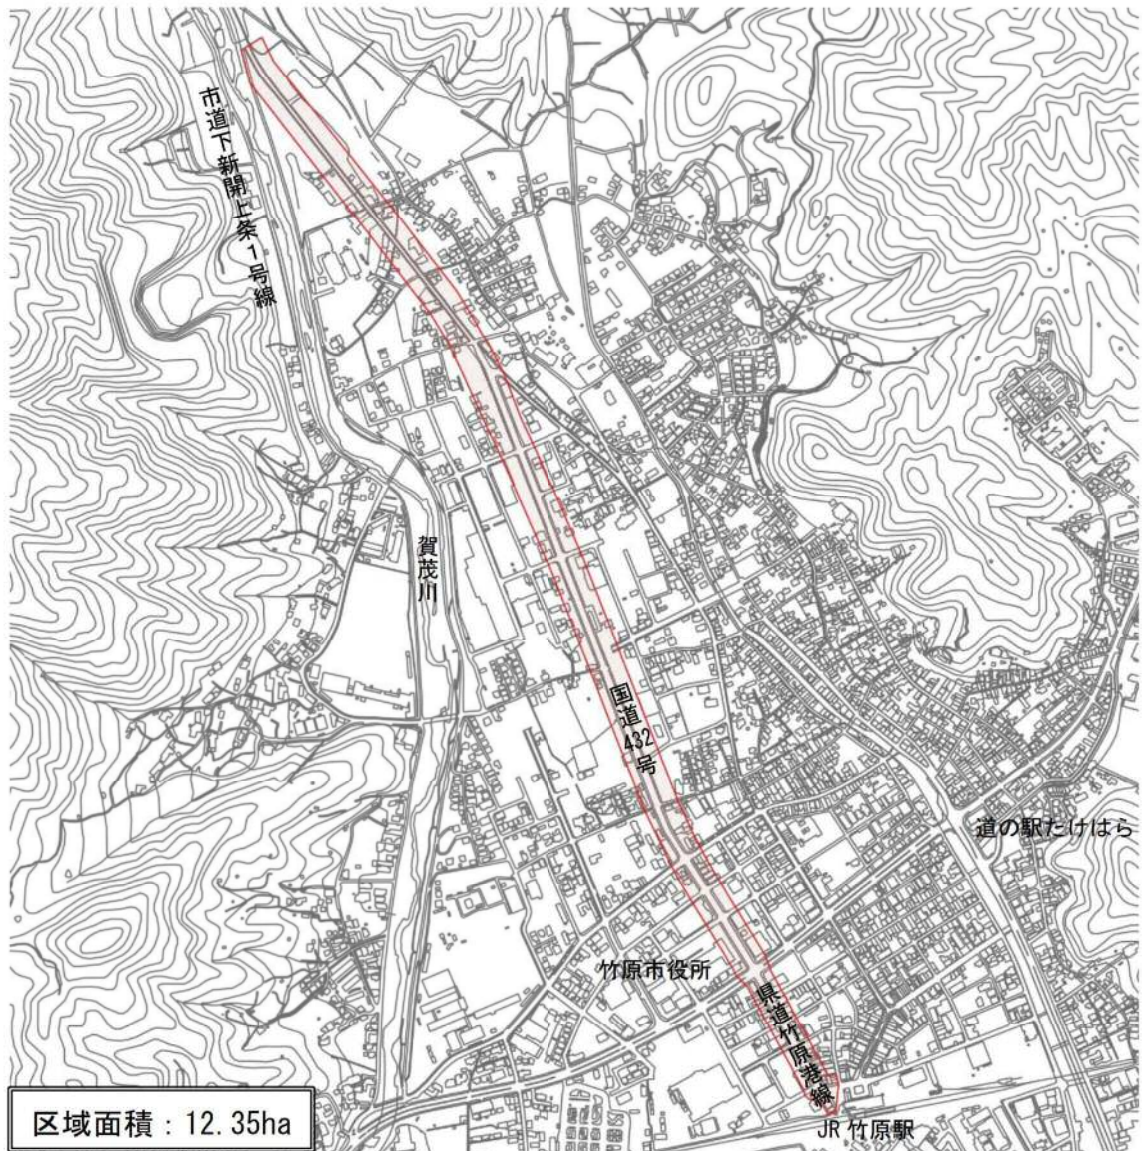 市道下新開上条1号線
賀茂川
国道432号
道の駅たけはら
竹原市役所
県道竹原港線
区域面積：12.35ha
JR 竹原駅